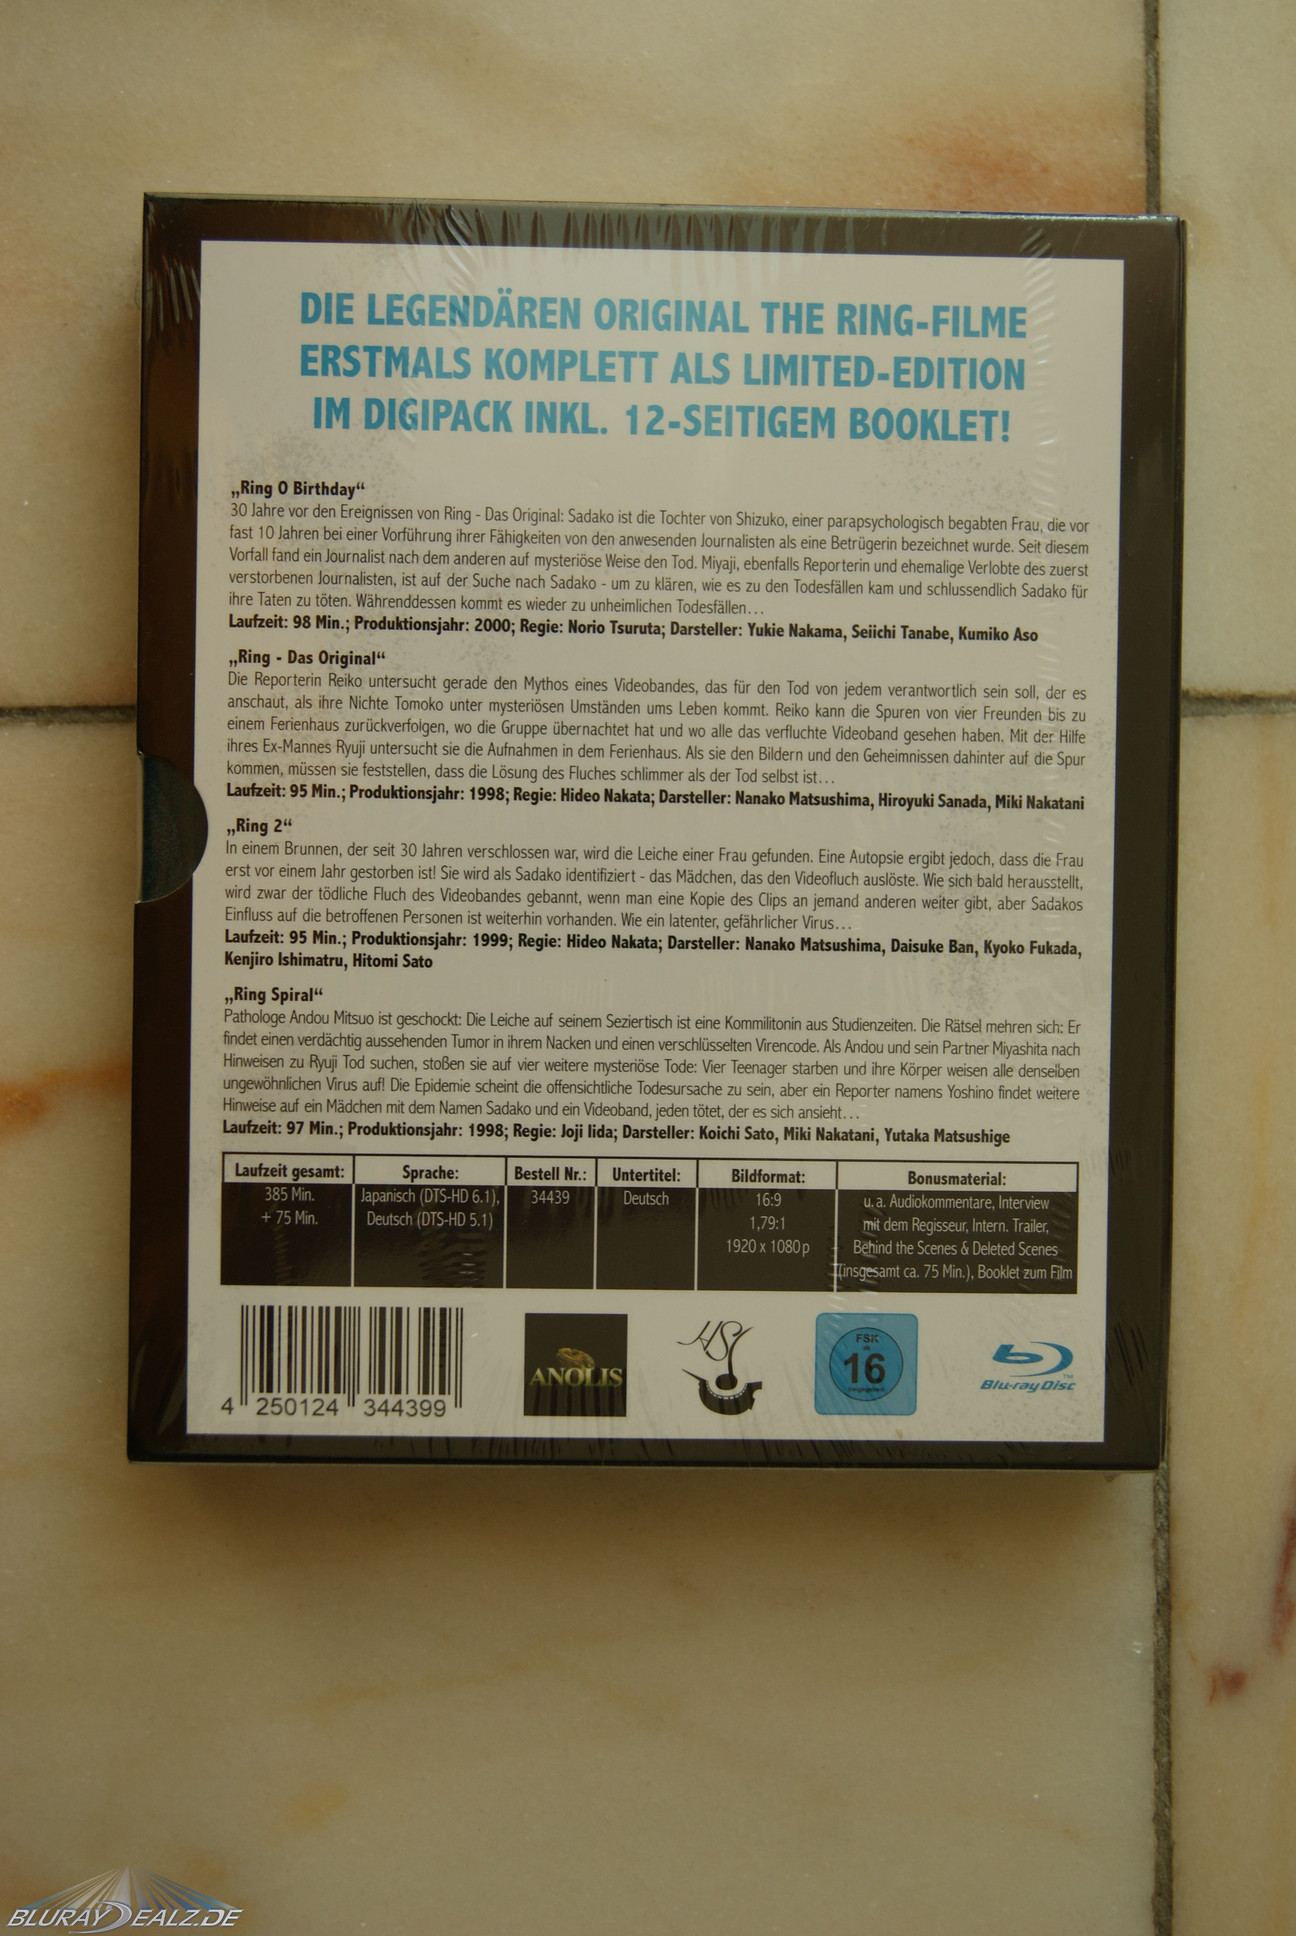 DIE LEGENDÄREN ORIGINAL THE RING-FILME
ERSTMALS KOMPLETT ALS LIMITED-EDITION
IM DIGIPACK INKL. 12-SEITIGEM BOOKLET!
„Ring 0 Birthday“
30 Jahre vor den Ereignissen von Ring - Das Original: Sadako ist die Tochter von Shizuko, einer parapsychologisch begabten Frau, die vor
fast 10 Jahren bei einer Vorführung ihrer Fähigkeiten von den anwesenden Journalisten als eine Betrügerin bezeichnet wurde. Seit diesem
Vorfall fand ein Journalist nach dem anderen auf mysteriöse Weise den Tod. Miyaji, ebenfalls Reporterin und ehemalige Verlobte des zuerst
verstorbenen Journalisten, ist auf der Suche nach Sadako - um zu klären, wie es zu den Todesfällen kam und schlussendlich Sadako für
ihre Taten zu töten. Währenddessen kommt es wieder zu unheimlichen Todesfällen...
Laufzeit: 98 Min.; Produktionsjahr: 2000; Regie: Norio Tsuruta; Darsteller: Yukie Nakama, Seiichi Tanabe, Kumiko Aso
„Ring - Das Original“
Die Reporterin Reiko untersucht gerade den Mythos eines Videobandes, das für den Tod von jedem verantwortlich sein soll, der es
anschaut, als ihre Nichte Tomoko unter mysteriösen Umständen ums Leben kommt. Reiko kann die Spuren von vier Freunden bis zu
einem Ferienhaus zurückverfolgen, wo die Gruppe übernachtet hat und wo alle das verfluchte Videoband gesehen haben. Mit der Hilfe
ihres Ex-Mannes Ryuji untersucht sie die Aufnahmen in dem Ferienhaus. Als sie den Bildern und den Geheimnissen dahinter auf die Spur
kommen, müssen sie feststellen, dass die Lösung des Fluches schlimmer als der Tod selbst ist...
Laufzeit: 95 Min.; Produktionsjahr: 1998; Regie: Hideo Nakata; Darsteller: Nanako Matsushima, Hiroyuki Sanada, Miki Nakatani
„Ring 2“
In einem Brunnen, der seit 30 Jahren verschlossen war, wird die Leiche einer Frau gefunden. Eine Autopsie ergibt jedoch, dass die Frau
erst vor einem Jahr gestorben ist! Sie wird als Sadako identifiziert - das Mädchen, das den Videofluch auslöste. Wie sich bald herausstellt,
wird zwar der tödliche Fluch des Videobandes gebannt, wenn man eine Kopie des Clips an jemand anderen weiter gibt, aber Sadakos
Einfluss auf die betroffenen Personen ist weiterhin vorhanden. Wie ein latenter, gefährlicher Virus...
Laufzeit: 95 Min.; Produktionsjahr: 1999; Regie: Hideo Nakata; Darsteller: Nanako Matsushima, Daisuke Ban, Kyoko Fukada,
Kenjiro Ishimatru, Hitomi Sato
„Ring Spiral“
Pathologe Andou Mitsuo ist geschockt: Die Leiche auf seinem Seziertisch ist eine Kommilitonin aus Studienzeiten. Die Rätsel mehren sich: Er
findet einen verdächtig aussehenden Tumor in ihrem Nacken und einen verschlüsselten Virencode. Als Andou und sein Partner Miyashita nach
Hinweisen zu Ryuji Tod suchen, stoßen sie auf vier weitere mysteriöse Tode: Vier Teenager starben und ihre Körper weisen alle denselben
ungewöhnlichen Virus auf! Die Epidemie scheint die offensichtliche Todesursache zu sein, aber ein Reporter namens Yoshino findet weitere
Hinweise auf ein Mädchen mit dem Namen Sadako und ein Videoband, jeden tötet, der es sich ansieht...
Laufzeit: 97 Min.; Produktionsjahr: 1998; Regie: Joji Iida; Darsteller: Koichi Sato, Miki Nakatani, Yutaka Matsushige
Laufzeit gesamt: Sprache: Bestell Nr.: Untertitel: Bildformat: Bonusmaterial:
385 Min. Japanisch (DTS-HD 6.1), 34439 Deutsch 16:9 u. a. Audiokommentare, Interview
+ 75 Min. Deutsch (DTS-HD 5.1) 1,79:1 mit dem Regisseur, Intern. Trailer,
1920 x 1080p Behind the Scenes & Deleted Scenes
(insgesamt ca. 75 Min.), Booklet zum Film
4 250124 344399
ANOLIS
HS
FSK
ab
16
freigegeben
Blu-ray Disc
TM
BLURAYDEALZ.DE